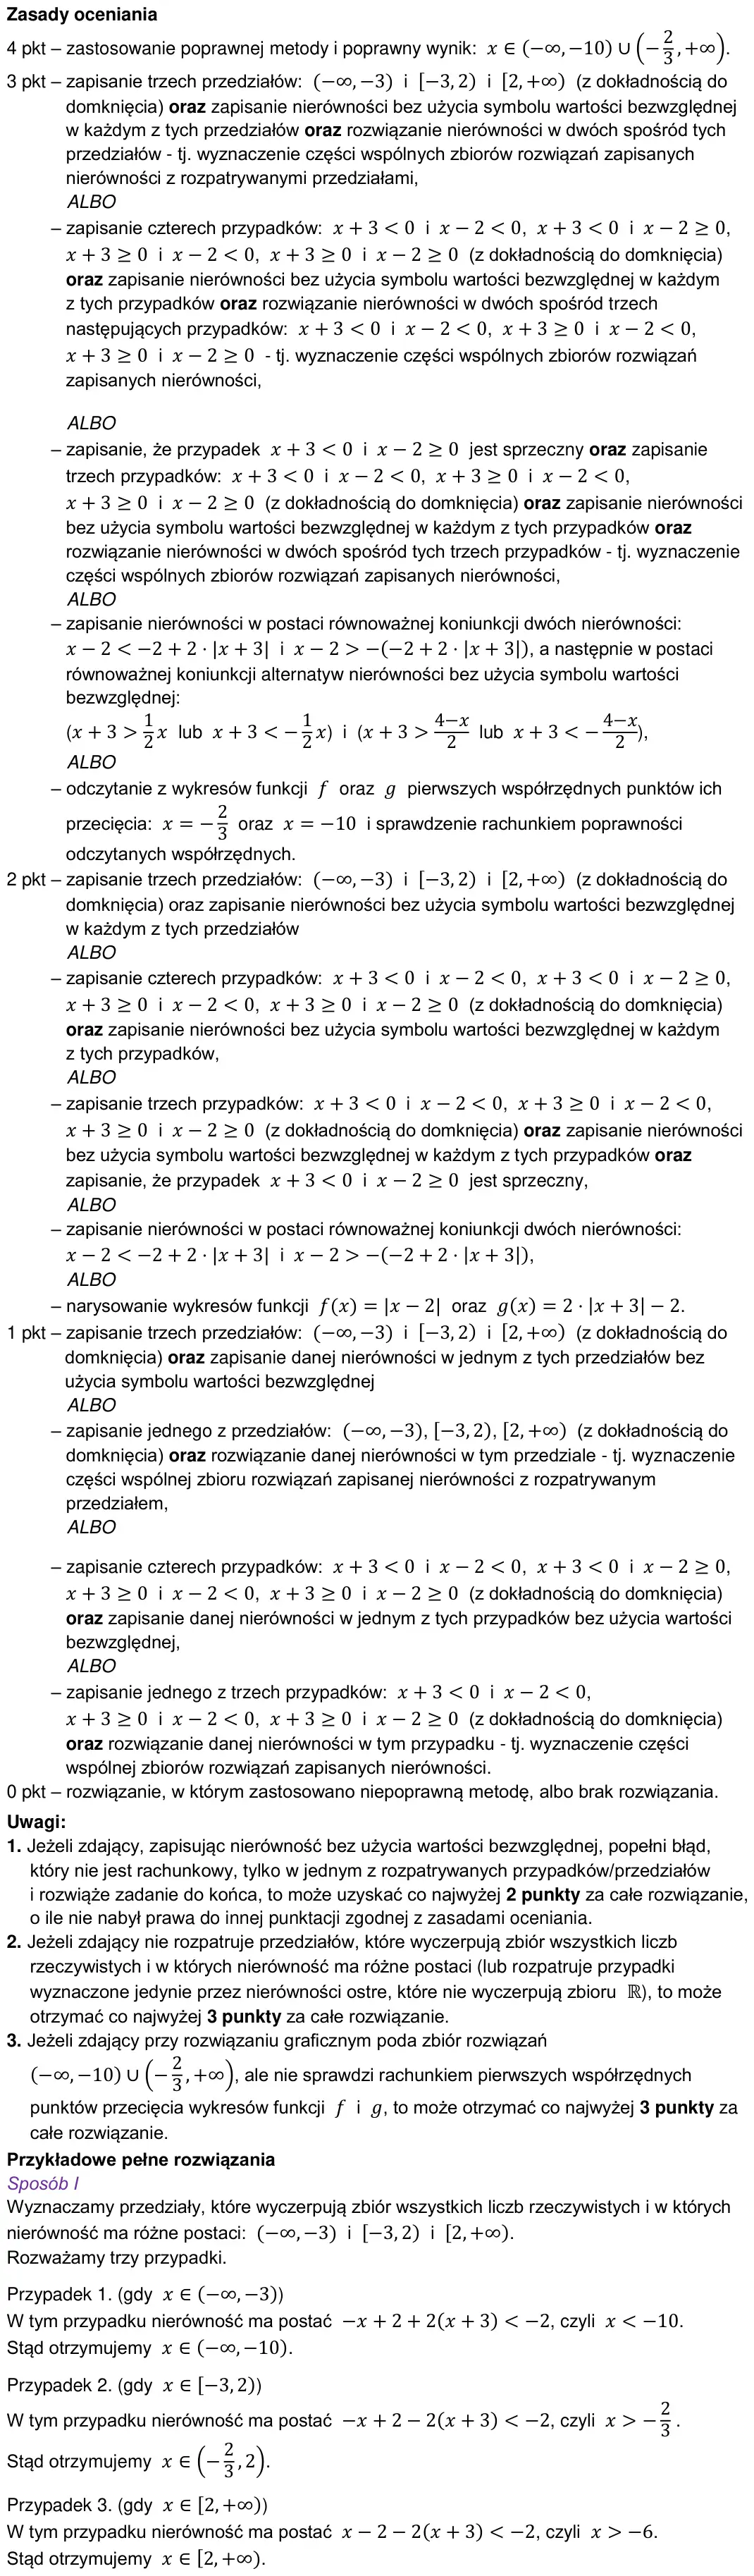 Zasady oceniania
4 pkt – zastosowanie poprawnej metody i poprawny wynik: x ∈ (−∞, −10) ∪ (−2/3, +∞).
3 pkt – zapisanie trzech przedziałów: (−∞, −3) i [−3, 2) i [2, +∞) (z dokładnością do
domknięcia) oraz zapisanie nierówności bez użycia symbolu wartości bezwzględnej
w każdym z tych przedziałów oraz rozwiązanie nierówności w dwóch spośród tych
przedziałów - tj. wyznaczenie części wspólnych zbiorów rozwiązań zapisanych
nierówności z rozpatrywanymi przedziałami,
ALBO
– zapisanie czterech przypadków: x + 3 < 0 i x − 2 < 0, x + 3 < 0 i x − 2 ≥ 0,
x + 3 ≥ 0 i x − 2 < 0, x + 3 ≥ 0 i x − 2 ≥ 0 (z dokładnością do domknięcia)
oraz zapisanie nierówności bez użycia symbolu wartości bezwzględnej w każdym
z tych przypadków oraz rozwiązanie nierówności w dwóch spośród trzech
następujących przypadków: x + 3 < 0 i x − 2 < 0, x + 3 ≥ 0 i x − 2 < 0,
x + 3 ≥ 0 i x − 2 ≥ 0 - tj. wyznaczenie części wspólnych zbiorów rozwiązań
zapisanych nierówności,
ALBO
– zapisanie, że przypadek x + 3 < 0 i x − 2 ≥ 0 jest sprzeczny oraz zapisanie
trzech przypadków: x + 3 < 0 i x − 2 < 0, x + 3 ≥ 0 i x − 2 < 0,
x + 3 ≥ 0 i x − 2 ≥ 0 (z dokładnością do domknięcia) oraz zapisanie nierówności
bez użycia symbolu wartości bezwzględnej w każdym z tych przypadków oraz
rozwiązanie nierówności w dwóch spośród tych trzech przypadków - tj. wyznaczenie
części wspólnych zbiorów rozwiązań zapisanych nierówności,
ALBO
– zapisanie nierówności w postaci równoważnej koniunkcji dwóch nierówności:
x − 2 < −2 + 2 · |x + 3| i x − 2 > −(−2 + 2 · |x + 3|), a następnie w postaci
równoważnej koniunkcji alternatyw nierówności bez użycia symbolu wartości
bezwzględnej:
(x + 3 > 1/2 x lub x + 3 < −1/2 x) i (x + 3 > (4−x)/2 lub x + 3 < −(4−x)/2),
ALBO
– odczytanie z wykresów funkcji f oraz g pierwszych współrzędnych punktów ich
przecięcia: x = −2/3 oraz x = −10 i sprawdzenie rachunkiem poprawności
odczytanych współrzędnych.
2 pkt – zapisanie trzech przedziałów: (−∞, −3) i [−3, 2) i [2, +∞) (z dokładnością do
domknięcia) oraz zapisanie nierówności bez użycia symbolu wartości bezwzględnej
w każdym z tych przedziałów
ALBO
– zapisanie czterech przypadków: x + 3 < 0 i x − 2 < 0, x + 3 < 0 i x − 2 ≥ 0,
x + 3 ≥ 0 i x − 2 < 0, x + 3 ≥ 0 i x − 2 ≥ 0 (z dokładnością do domknięcia)
oraz zapisanie nierówności bez użycia symbolu wartości bezwzględnej w każdym
z tych przypadków,
ALBO
– zapisanie trzech przypadków: x + 3 < 0 i x − 2 < 0, x + 3 ≥ 0 i x − 2 < 0,
x + 3 ≥ 0 i x − 2 ≥ 0 (z dokładnością do domknięcia) oraz zapisanie nierówności
bez użycia symbolu wartości bezwzględnej w każdym z tych przypadków oraz
zapisanie, że przypadek x + 3 < 0 i x − 2 ≥ 0 jest sprzeczny,
ALBO
– zapisanie nierówności w postaci równoważnej koniunkcji dwóch nierówności:
x − 2 < −2 + 2 · |x + 3| i x − 2 > −(−2 + 2 · |x + 3|),
ALBO
– narysowanie wykresów funkcji f(x) = |x − 2| oraz g(x) = 2 · |x + 3| − 2.
1 pkt – zapisanie trzech przedziałów: (−∞, −3) i [−3, 2) i [2, +∞) (z dokładnością do
domknięcia) oraz zapisanie danej nierówności w jednym z tych przedziałów bez
użycia symbolu wartości bezwzględnej
ALBO
– zapisanie jednego z przedziałów: (−∞, −3), [−3, 2), [2, +∞) (z dokładnością do
domknięcia) oraz rozwiązanie danej nierówności w tym przedziale - tj. wyznaczenie
części wspólnej zbioru rozwiązań zapisanej nierówności z rozpatrywanym
przedziałem,
ALBO
– zapisanie czterech przypadków: x + 3 < 0 i x − 2 < 0, x + 3 < 0 i x − 2 ≥ 0,
x + 3 ≥ 0 i x − 2 < 0, x + 3 ≥ 0 i x − 2 ≥ 0 (z dokładnością do domknięcia)
oraz zapisanie danej nierówności w jednym z tych przypadków bez użycia wartości
bezwzględnej,
ALBO
– zapisanie jednego z trzech przypadków: x + 3 < 0 i x − 2 < 0,
x + 3 ≥ 0 i x − 2 < 0, x + 3 ≥ 0 i x − 2 ≥ 0 (z dokładnością do domknięcia)
oraz rozwiązanie danej nierówności w tym przypadku - tj. wyznaczenie części
wspólnej zbiorów rozwiązań zapisanych nierówności.
0 pkt – rozwiązanie, w którym zastosowano niepoprawną metodę, albo brak rozwiązania.
Uwagi:
1. Jeżeli zdający, zapisując nierówność bez użycia wartości bezwzględnej, popełni błąd,
który nie jest rachunkowy, tylko w jednym z rozpatrywanych przypadków/przedziałów
i rozwiąże zadanie do końca, to może uzyskać co najwyżej 2 punkty za całe rozwiązanie,
o ile nie nabył prawa do innej punktacji zgodnej z zasadami oceniania.
2. Jeżeli zdający nie rozpatruje przedziałów, które wyczerpują zbiór wszystkich liczb
rzeczywistych i w których nierówność ma różne postaci (lub rozpatruje przypadki
wyznaczone jedynie przez nierówności ostre, które nie wyczerpują zbioru ℝ), to może
otrzymać co najwyżej 3 punkty za całe rozwiązanie.
3. Jeżeli zdający przy rozwiązaniu graficznym poda zbiór rozwiązań
(−∞, −10) ∪ (−2/3, +∞), ale nie sprawdzi rachunkiem pierwszych współrzędnych
punktów przecięcia wykresów funkcji f i g, to może otrzymać co najwyżej 3 punkty za
całe rozwiązanie.
Przykładowe pełne rozwiązania
Sposób I
Wyznaczamy przedziały, które wyczerpują zbiór wszystkich liczb rzeczywistych i w których
nierówność ma różne postaci: (−∞, −3) i [−3, 2) i [2, +∞).
Rozważamy trzy przypadki.
Przypadek 1. (gdy x ∈ (−∞, −3))
W tym przypadku nierówność ma postać −x + 2 + 2(x + 3) < −2, czyli x < −10.
Stąd otrzymujemy x ∈ (−∞, −10).
Przypadek 2. (gdy x ∈ [−3, 2))
W tym przypadku nierówność ma postać −x + 2 − 2(x + 3) < −2, czyli x > −2/3 .
Stąd otrzymujemy x ∈ (−2/3, 2).
Przypadek 3. (gdy x ∈ [2, +∞))
W tym przypadku nierówność ma postać x − 2 − 2(x + 3) < −2, czyli x > −6.
Stąd otrzymujemy x ∈ [2, +∞).